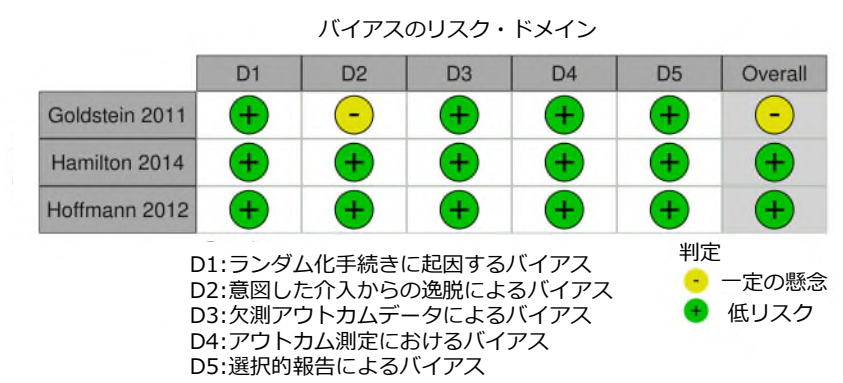 バイアスのリスク・ドメイン
D1 D2 D3 D4 D5 Overall
Goldstein 2011 + - + + + -
Hamilton 2014 + + + + + +
Hoffmann 2012 + + + + + +
D1:ランダム化手続きに起因するバイアス
D2:意図した介入からの逸脱によるバイアス
D3:欠測アウトカムデータによるバイアス
D4:アウトカム測定におけるバイアス
D5:選択的報告によるバイアス
判定
- 一定の懸念
+ 低リスク